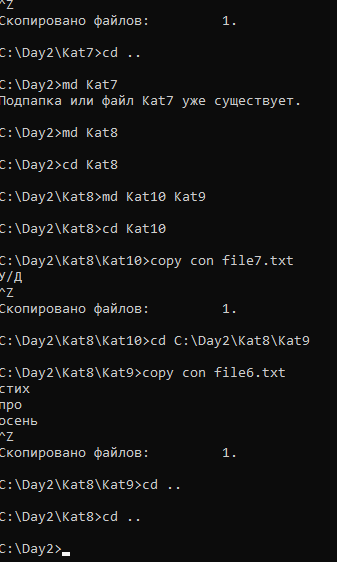 ^Z
Скопировано файлов:         1.
C:\Day2\Kat7>cd ..
C:\Day2>md Kat7
Подпапка или файл Kat7 уже существует.
C:\Day2>md Kat8
C:\Day2>cd Kat8
C:\Day2\Kat8>md Kat10 Kat9
C:\Day2\Kat8>cd Kat10
C:\Day2\Kat8\Kat10>copy con file7.txt
У/Д
^Z
Скопировано файлов:         1.
C:\Day2\Kat8\Kat10>cd C:\Day2\Kat8\Kat9
C:\Day2\Kat8\Kat9>copy con file6.txt
стих
про
осень
^Z
Скопировано файлов:         1.
C:\Day2\Kat8\Kat9>cd ..
C:\Day2\Kat8>cd ..
C:\Day2>